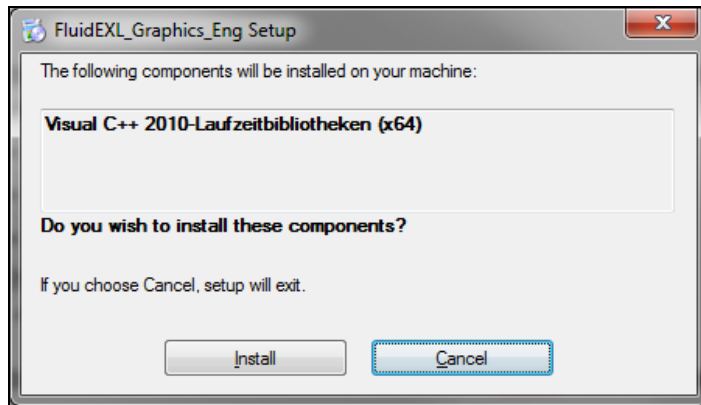 FluidEXL_Graphics_Eng Setup
The following components will be installed on your machine:
Visual C++ 2010-Laufzeitbibliotheken (x64)
Do you wish to install these components?
If you choose Cancel, setup will exit.
Install
Cancel